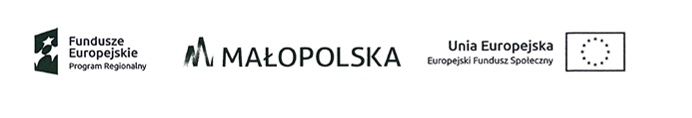 Fundusze
Europejskie
Program Regionalny
MAŁOPOLSKA
Unia Europejska
Europejski Fundusz Społeczny